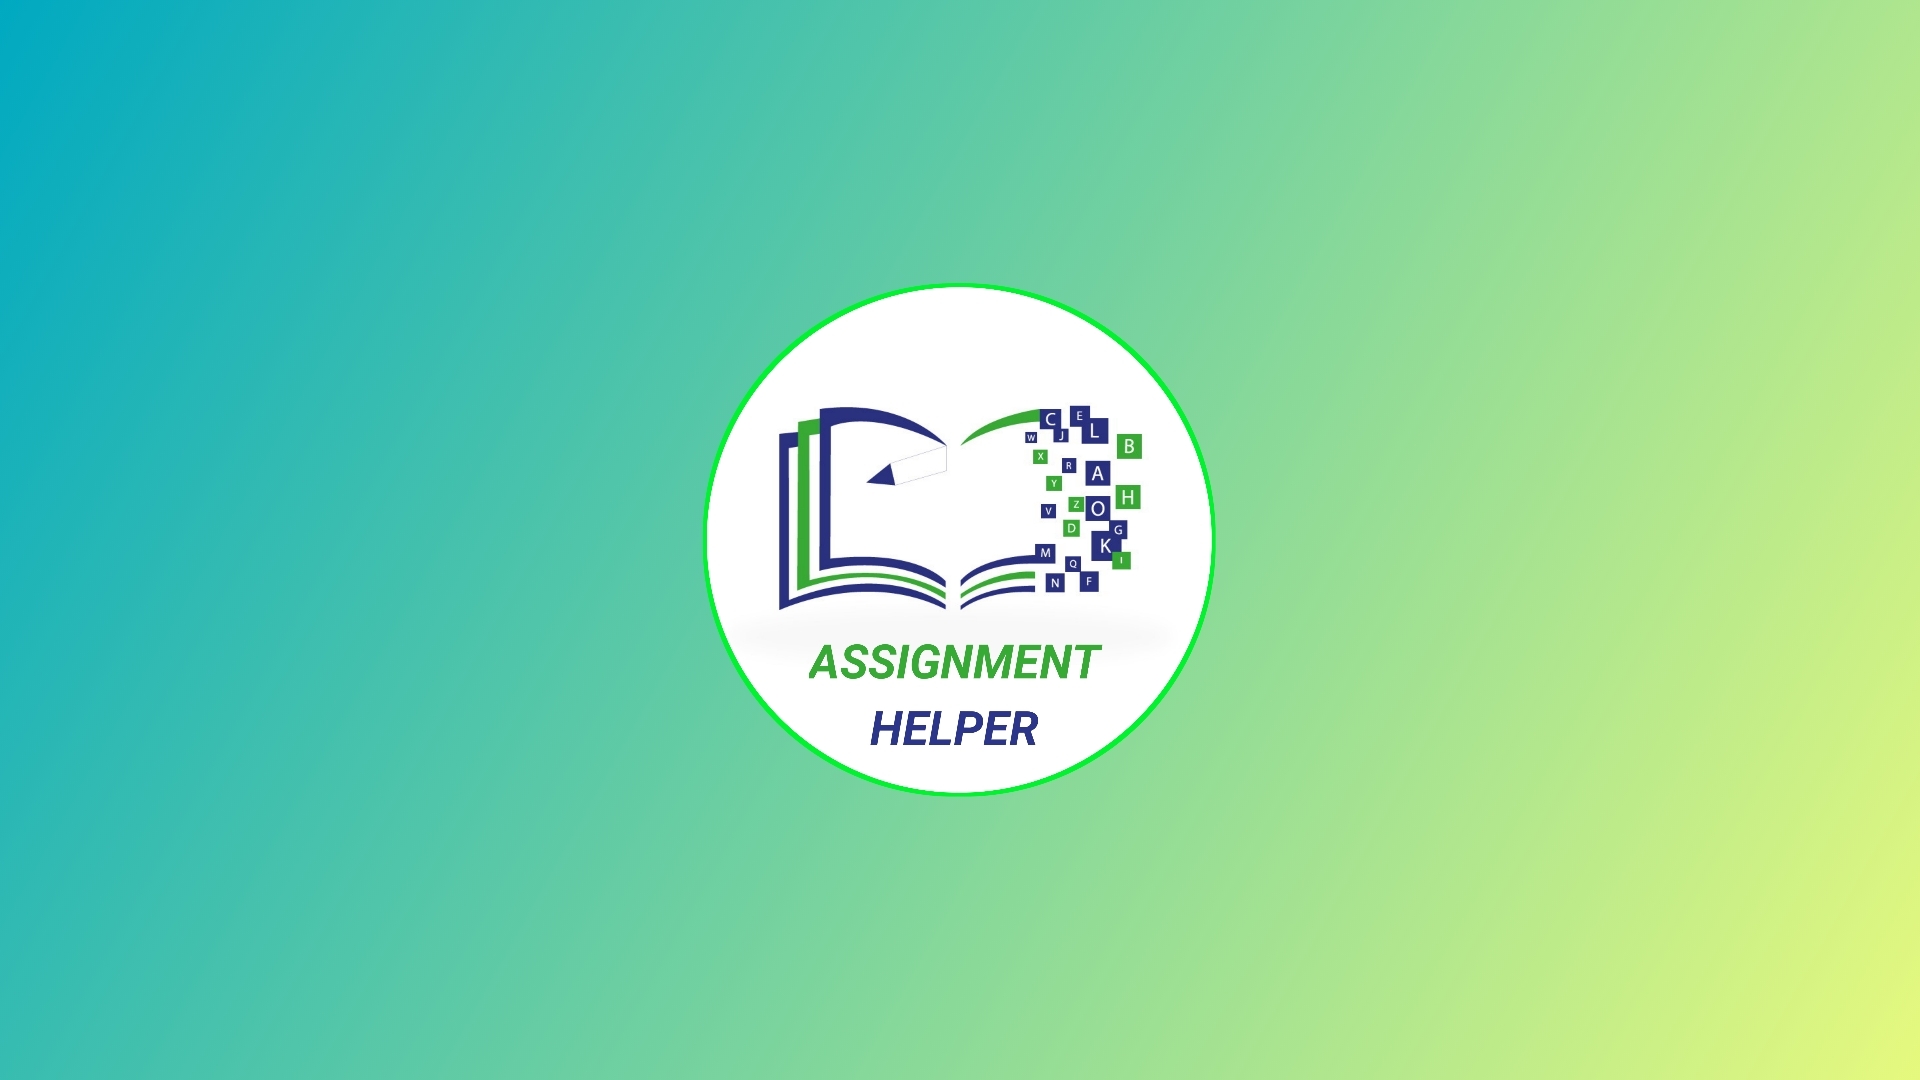 C E L
W J B
X R A
Y H
V Z O
D G
M K
Q I
N F
ASSIGNMENT
HELPER